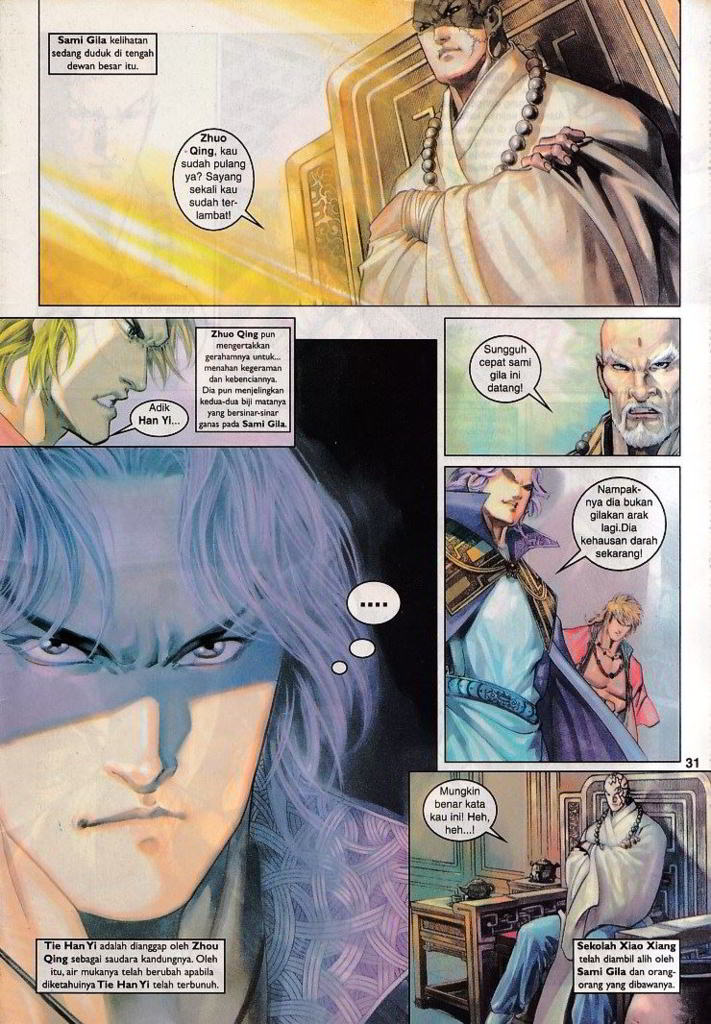 Sami Gila kelihatan
sedang duduk di tengah
dewan besar itu.
Zhuo
Qing, kau
sudah pulang
ya? Sayang
sekali kau
sudah ter-
lambat!
Adik
Han Yi...
Zhuo Qing pun
mengertakkan
gerahamnya untuk...
menahan kegeraman
dan kebenciannya.
Dia pun menjelingkan
kedua-dua biji matanya
yang bersinar-sinar
ganas pada Sami Gila.
Sungguh
cepat sami
gila ini
datang!
Nampak-
nya dia bukan
gilakan arak
lagi.Dia
kehausan darah
sekarang!
....
31
Mungkin
benar kata
kau ini! Heh,
heh...!
Tie Han Yi adalah dianggap oleh Zhou
Qing sebagai saudara kandungnya. Oleh
itu, air mukanya telah berubah apabila
diketahuinya Tie Han Yi telah terbunuh.
Sekolah Xiao Xiang
telah diambil alih oleh
Sami Gila dan orang-
orang yang dibawanya.